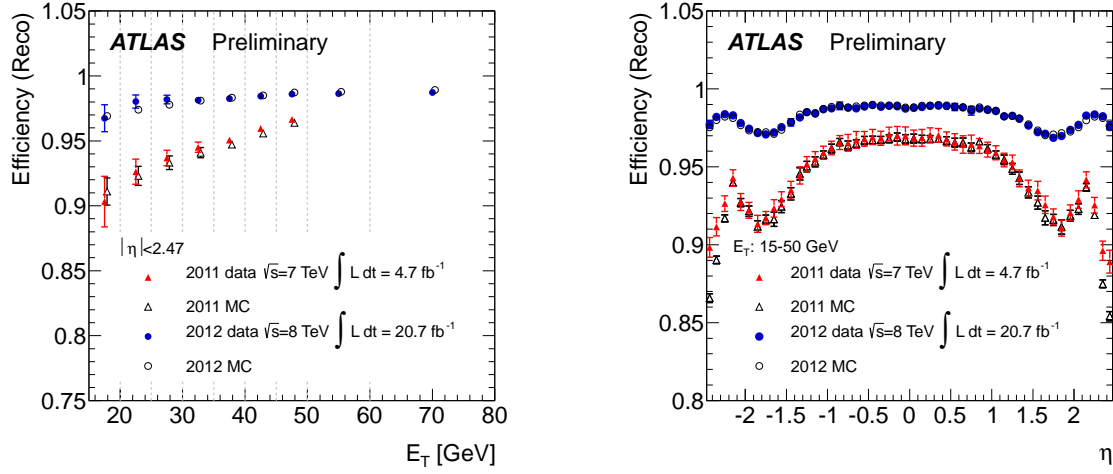 Efficiency (Reco)
1.05
1
0.95
0.9
0.85
0.8
0.75
ATLAS Preliminary
|η|<2.47
2011 data √s=7 TeV ∫ L dt = 4.7 fb⁻¹
2011 MC
2012 data √s=8 TeV ∫ L dt = 20.7 fb⁻¹
2012 MC
20 30 40 50 60 70 80
E_T [GeV]
Efficiency (Reco)
1.05
1
0.95
0.9
0.85
0.8
ATLAS Preliminary
E_T: 15-50 GeV
2011 data √s=7 TeV ∫ L dt = 4.7 fb⁻¹
2011 MC
2012 data √s=8 TeV ∫ L dt = 20.7 fb⁻¹
2012 MC
-2 -1.5 -1 -0.5 0 0.5 1 1.5 2
η